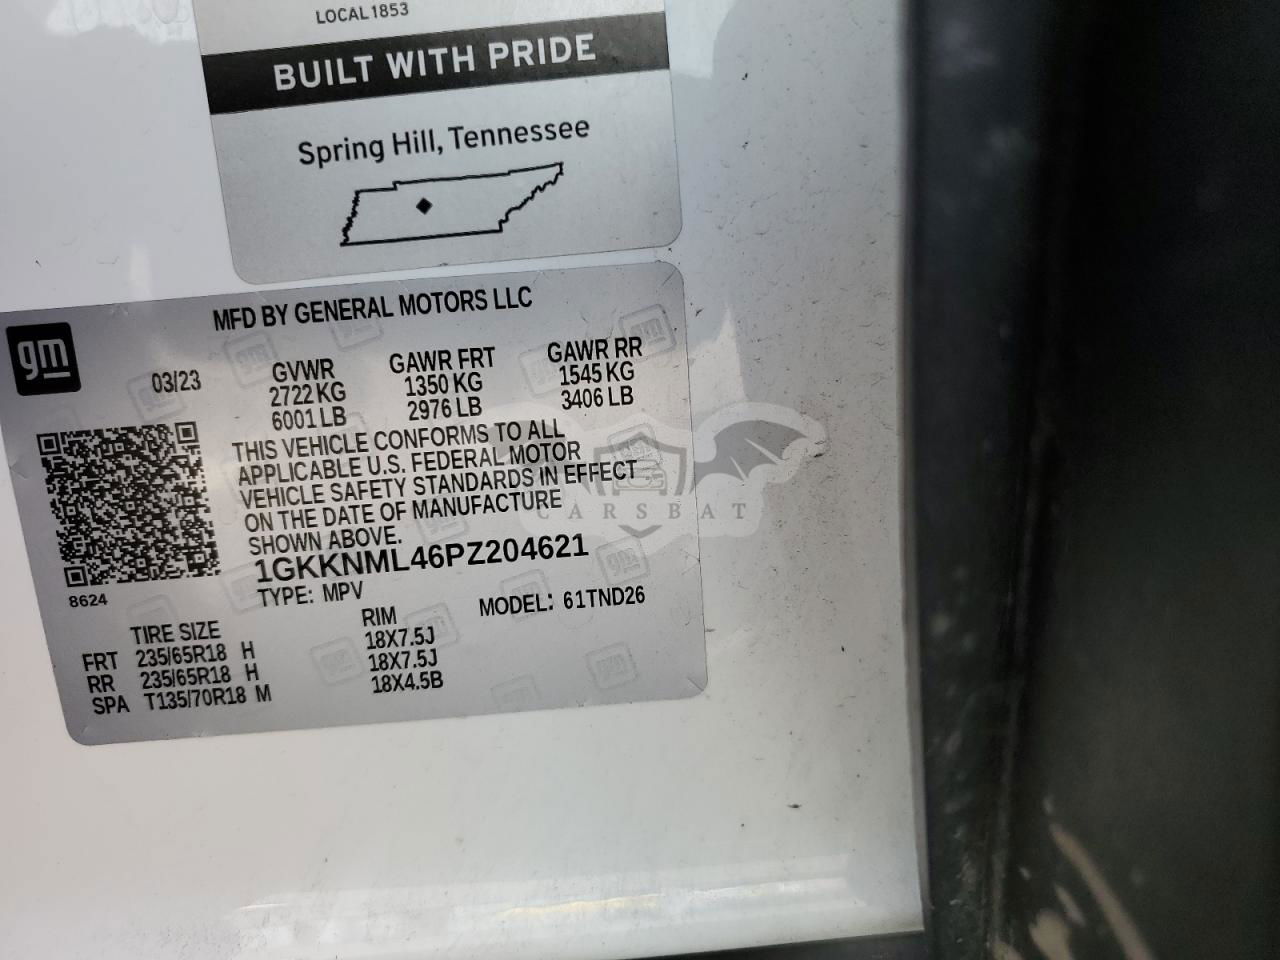 LOCAL 1853
BUILT WITH PRIDE
Spring Hill, Tennessee
MFD BY GENERAL MOTORS LLC
gm
03/23
GVWR GAWR FRT GAWR RR
2722 KG 1350 KG 1545 KG
6001 LB 2976 LB 3406 LB
THIS VEHICLE CONFORMS TO ALL
APPLICABLE U.S. FEDERAL MOTOR
VEHICLE SAFETY STANDARDS IN EFFECT
ON THE DATE OF MANUFACTURE
SHOWN ABOVE.
1GKKNML46PZ204621
8624
TYPE: MPV MODEL: 61TND26
TIRE SIZE RIM
FRT 235/65R18 H 18X7.5J
RR 235/65R18 H 18X7.5J
SPA T135/70R18 M 18X4.5B
CARSBAT